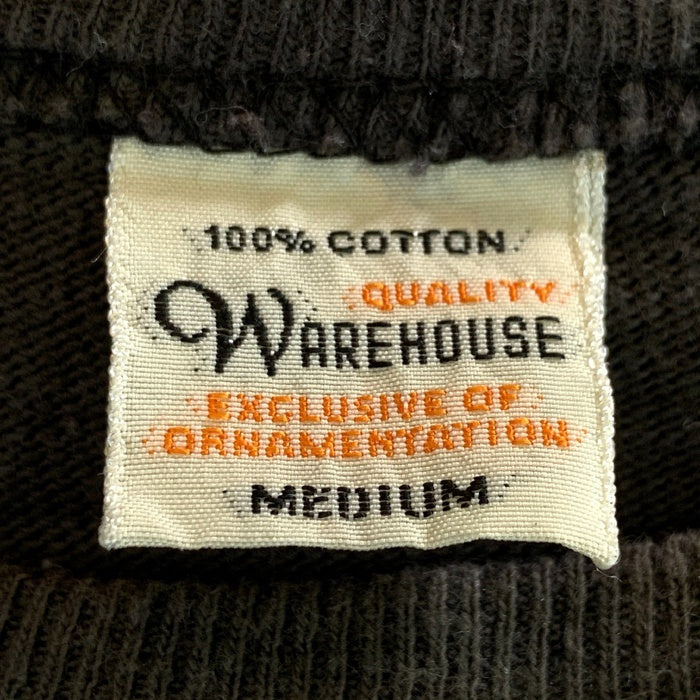 100% COTTON
QUALITY
WAREHOUSE
EXCLUSIVE OF
ORNAMENTATION
MEDIUM